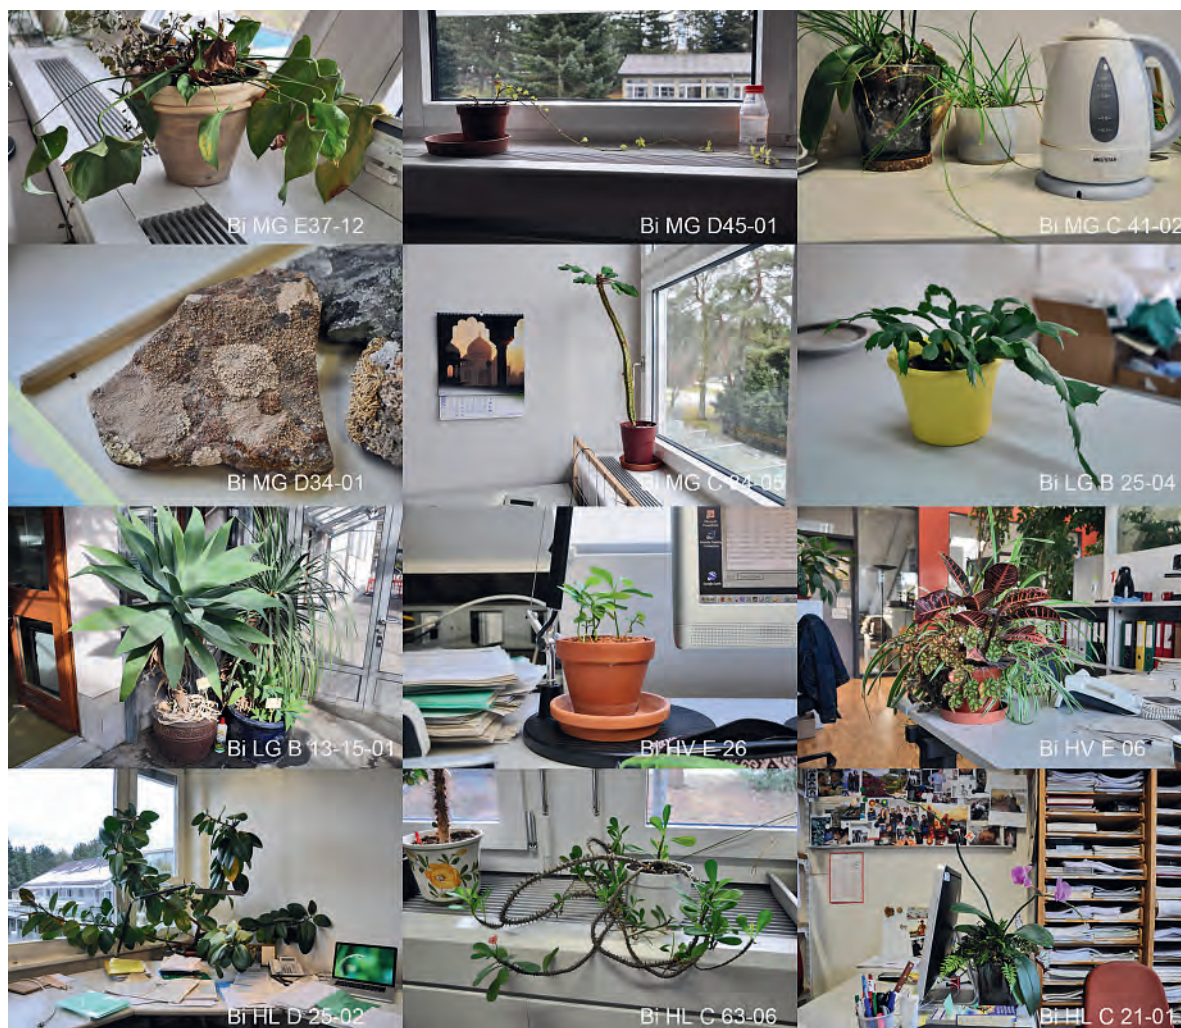 Bi MG E37-12
Bi MG D45-01
Bi MG C 41-02
Bi MG D34-01
Bi MG C 84-05
Bi LG B 25-04
Bi LG B 13-15-01
Bi HV E 26
Bi HV E 06
Bi HL D 25-02
Bi HL C 63-06
Bi HL C 21-01